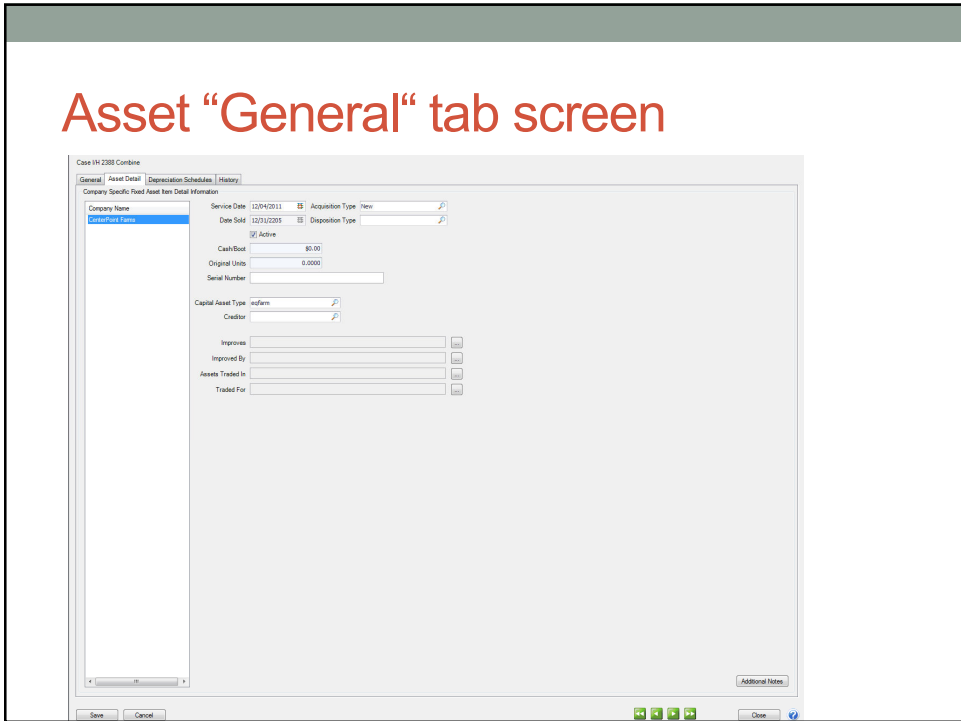 Asset “General“ tab screen
Case I/H 2388 Combine
General Asset Detail Depreciation Schedules History
Company Specific Fixed Asset Item Detail Information
Company Name
CenterPoint Farms
Service Date 12/04/2011 Acquisition Type New
Date Sold 12/31/2205 Disposition Type
Active
Cash/Boot $0.00
Original Units 0.0000
Serial Number
Capital Asset Type eqfarm
Creditor
Improves ...
Improved By ...
Assets Traded In ...
Traded For ...
Additional Notes
Save Cancel Close ?